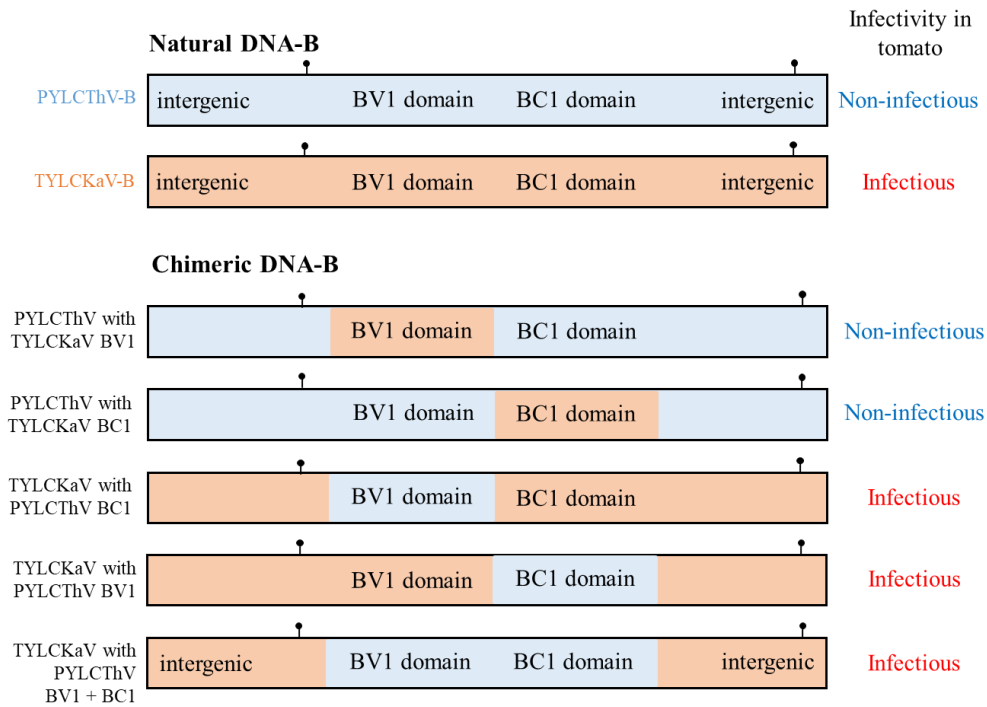 Infectivity in
tomato
Natural DNA-B
PYLCThV-B
intergenic BV1 domain BC1 domain intergenic
Non-infectious
TYLCKaV-B
intergenic BV1 domain BC1 domain intergenic
Infectious
Chimeric DNA-B
PYLCThV with
TYLCKaV BV1
BV1 domain BC1 domain
Non-infectious
PYLCThV with
TYLCKaV BC1
BV1 domain BC1 domain
Non-infectious
TYLCKaV with
PYLCThV BC1
BV1 domain BC1 domain
Infectious
TYLCKaV with
PYLCThV BV1
BV1 domain BC1 domain
Infectious
TYLCKaV with
PYLCThV
BV1 + BC1
intergenic BV1 domain BC1 domain intergenic
Infectious